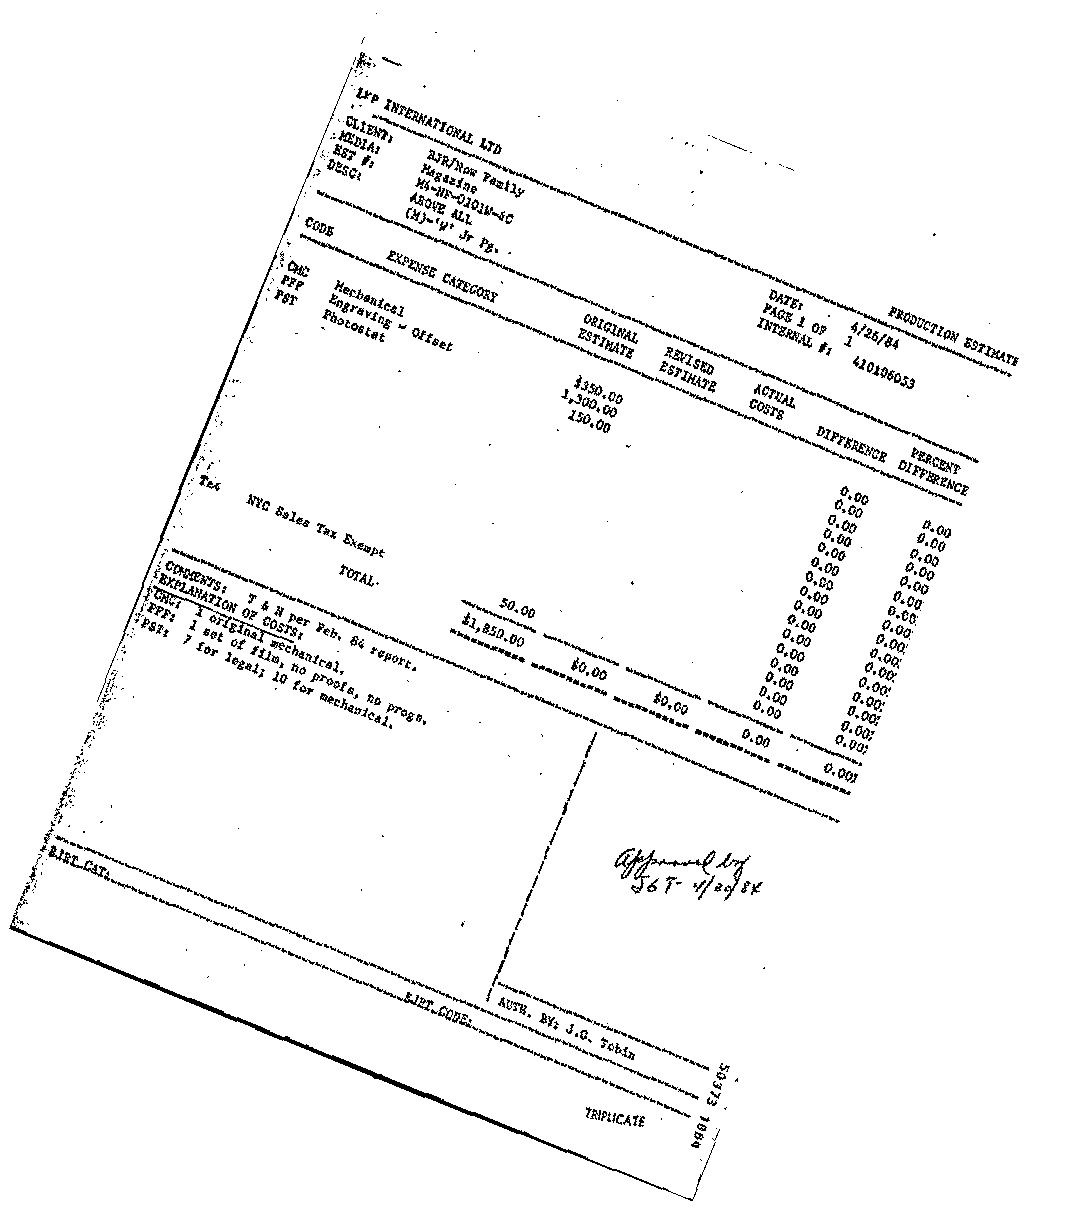 LFP INTERNATIONAL LTD
PRODUCTION ESTIMATE
CLIENT: RJR/Now Family
MEDIA: Magazine
EST #: M4-NF-0101W-4C
DESC: ABOVE ALL
(M)-'W' Jr Pg.
DATE: 4/26/84
PAGE 1 OF 1
INTERNAL #: 410106053
CODE EXPENSE CATEGORY ORIGINAL ESTIMATE REVISED ESTIMATE ACTUAL COSTS DIFFERENCE PERCENT DIFFERENCE
CMC Mechanical $350.00 0.00 0.00
PFF Engraving - Offset 1,300.00 0.00 0.00
PST Photostat 150.00 0.00 0.00
0.00 0.00
0.00 0.00
0.00 0.00
0.00 0.00
0.00 0.00
0.00 0.00
0.00 0.00
0.00 0.00
0.00 0.00
0.00 0.00
0.00 0.00
0.00 0.00
Tax NYC Sales Tax Exempt 50.00 0.00 0.00%
TOTAL $1,850.00 $0.00 $0.00 0.00 0.00%
COMMENTS: T & H per Feb. 84 report.
EXPLANATION OF COSTS:
CMC: 1 original mechanical.
PFF: 1 set of film, no proofs, no progs.
PST: 7 for legal; 10 for mechanical.
Approved by
JGT- 4/29/84
AUTH. BY: J.G. Tobin
RJRT CAT: RJRT CODE:
TRIPLICATE
50373 1084